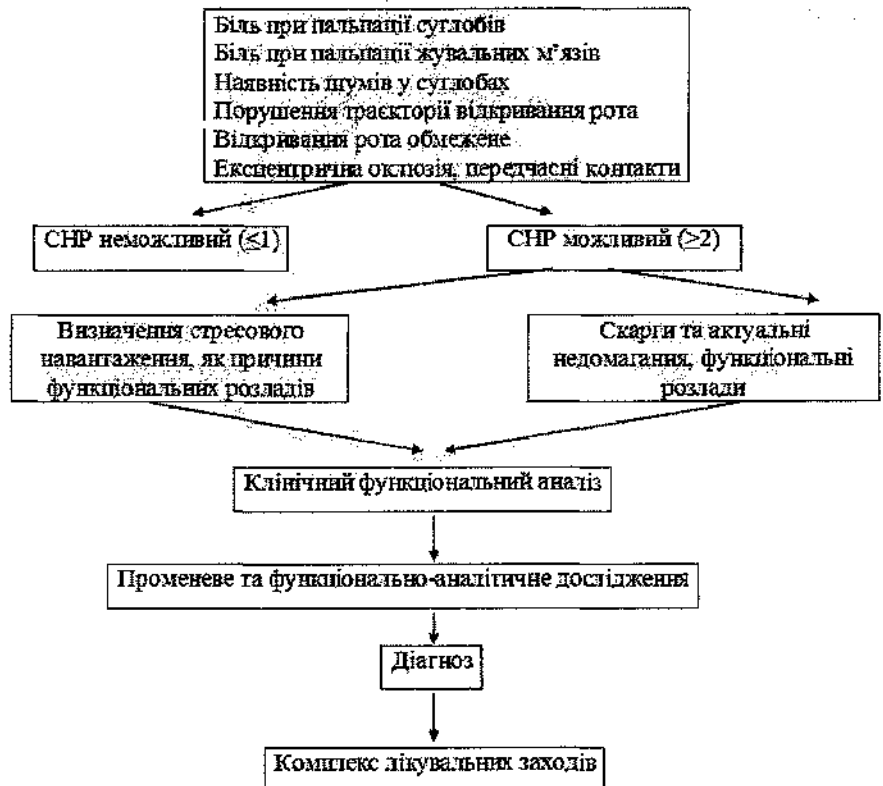 Біль при пальпації суглобів
Біль при пальпації жувальних м'язів
Наявність шумів у суглобах
Порушення траєкторії відкривання рота
Відкривання рота обмежене
Ексцентрична оклюзія, передчасні контакти
СНР неможливий (≤1)
СНР можливий (≥2)
Визначення стресового
навантаження, як причини
функціональних розладів
Скарги та актуальні
недомагання, функціональні
розлади
Клінічний функціональний аналіз
Променеве та функціонально-аналітичне дослідження
Діагноз
Комплекс лікувальних заходів